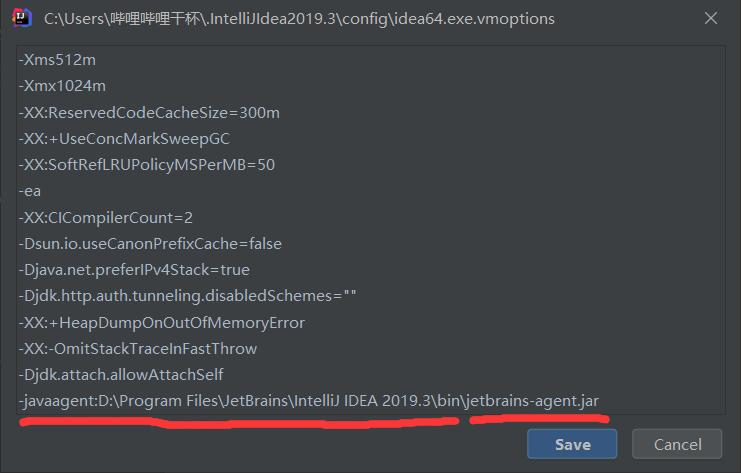 C:\Users\哔哩哔哩干杯\.IntelliJIdea2019.3\config\idea64.exe.vmoptions
-Xms512m
-Xmx1024m
-XX:ReservedCodeCacheSize=300m
-XX:+UseConcMarkSweepGC
-XX:SoftRefLRUPolicyMSPerMB=50
-ea
-XX:CICompilerCount=2
-Dsun.io.useCanonPrefixCache=false
-Djava.net.preferIPv4Stack=true
-Djdk.http.auth.tunneling.disabledSchemes=""
-XX:+HeapDumpOnOutOfMemoryError
-XX:-OmitStackTraceInFastThrow
-Djdk.attach.allowAttachSelf
-javaagent:D:\Program Files\JetBrains\IntelliJ IDEA 2019.3\bin\jetbrains-agent.jar
Save Cancel